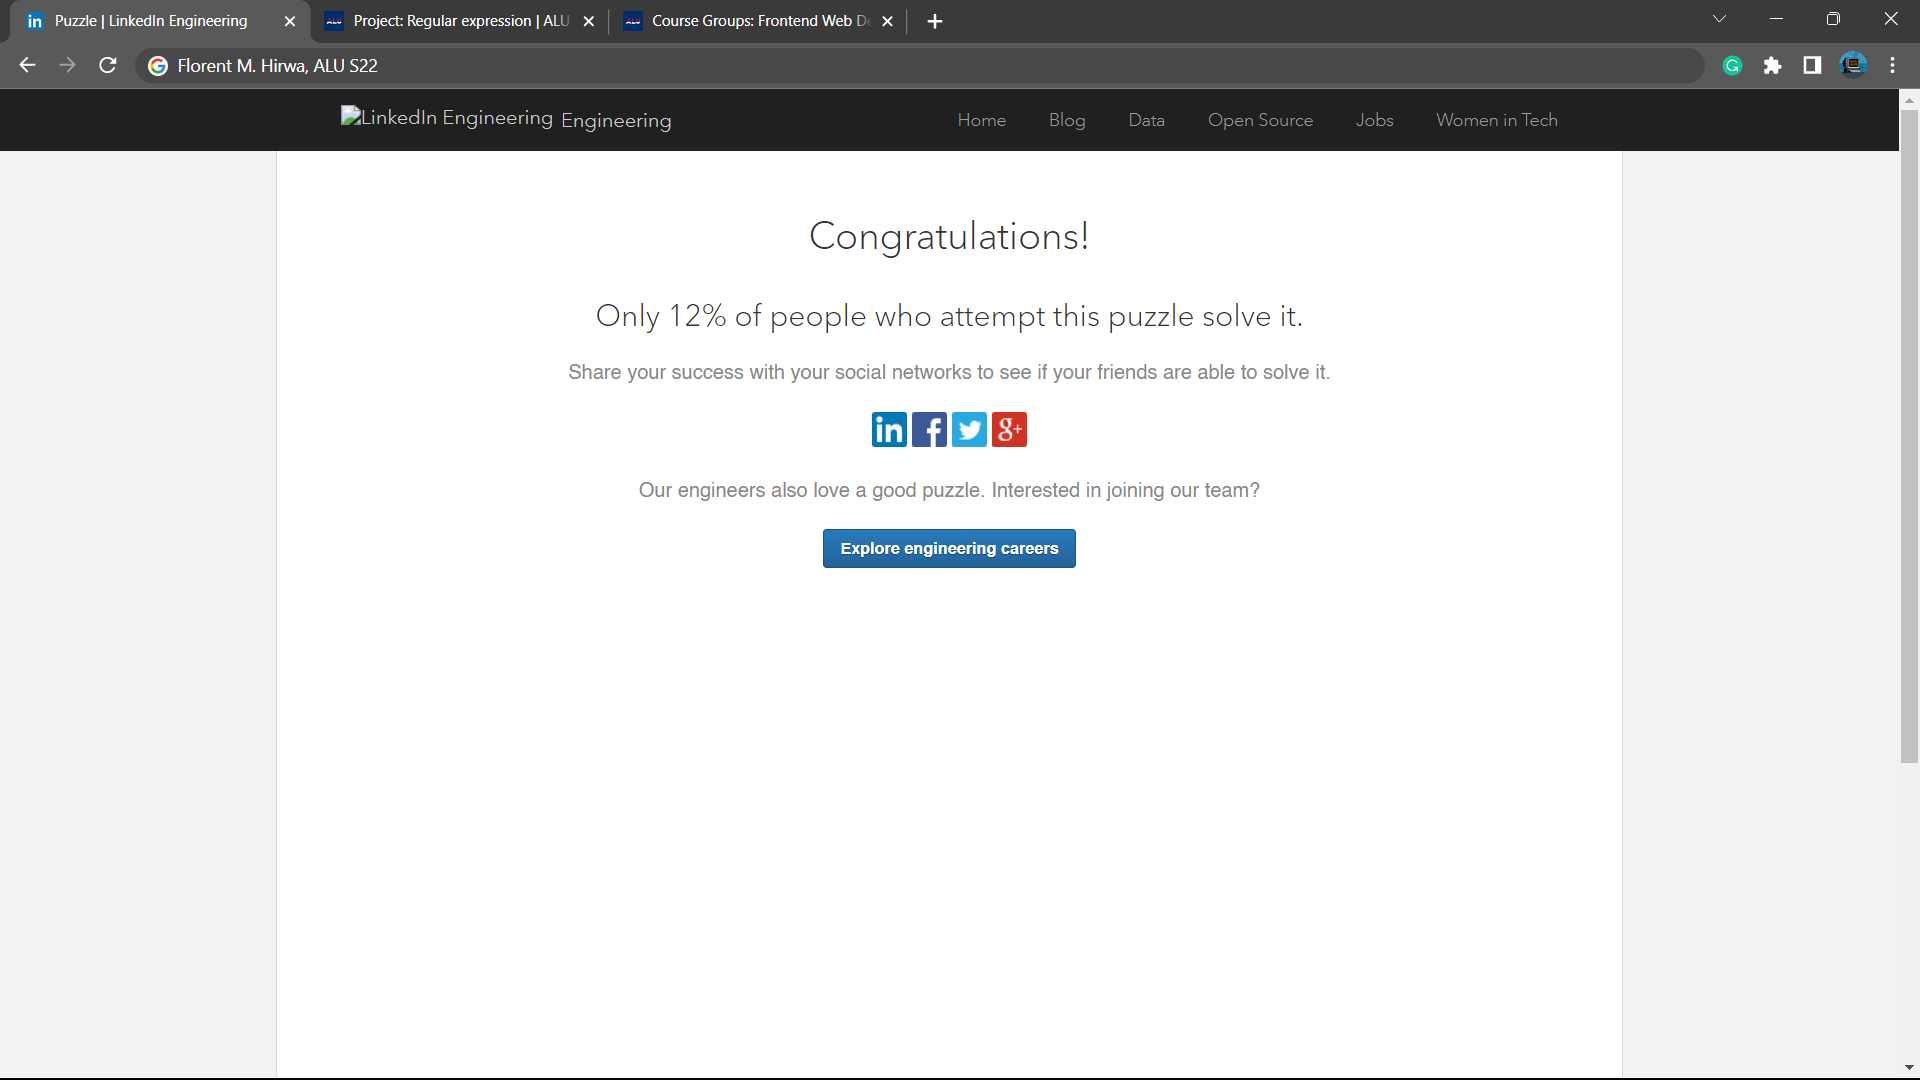 Puzzle | LinkedIn Engineering
Project: Regular expression | ALU
Course Groups: Frontend Web De
Florent M. Hirwa, ALU S22
LinkedIn Engineering Engineering
Home Blog Data Open Source Jobs Women in Tech
Congratulations!
Only 12% of people who attempt this puzzle solve it.
Share your success with your social networks to see if your friends are able to solve it.
in f g+
Our engineers also love a good puzzle. Interested in joining our team?
Explore engineering careers